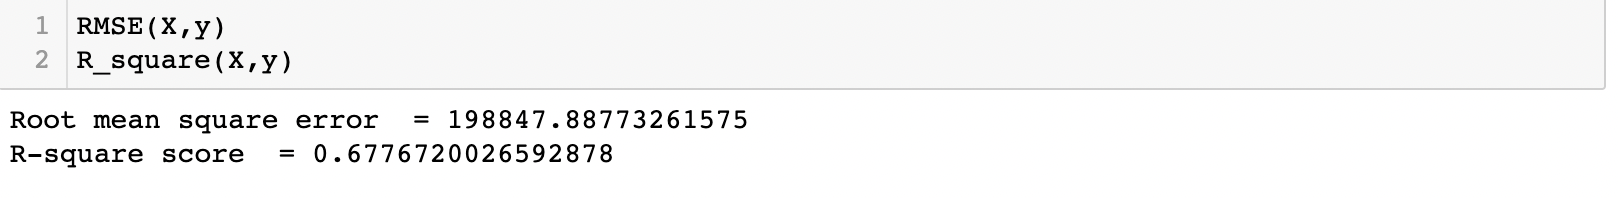 1 RMSE(X,y)
2 R_square(X,y)
Root mean square error  = 198847.88773261575
R-square score  = 0.6776720026592878